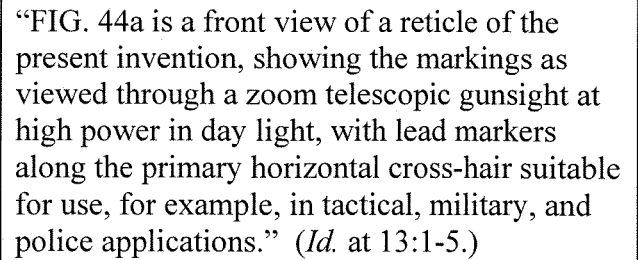 “FIG. 44a is a front view of a reticle of the
present invention, showing the markings as
viewed through a zoom telescopic gunsight at
high power in day light, with lead markers
along the primary horizontal cross-hair suitable
for use, for example, in tactical, military, and
police applications.” (Id. at 13:1-5.)